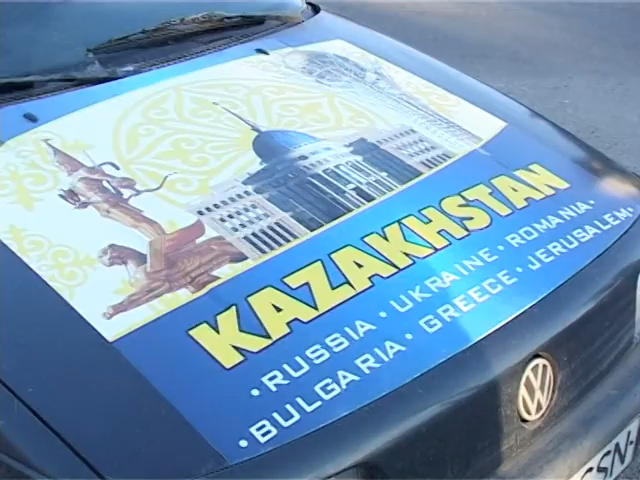 KAZAKHSTAN
• RUSSIA • UKRAINE • ROMANIA •
• BULGARIA • GREECE • JERUSALEM